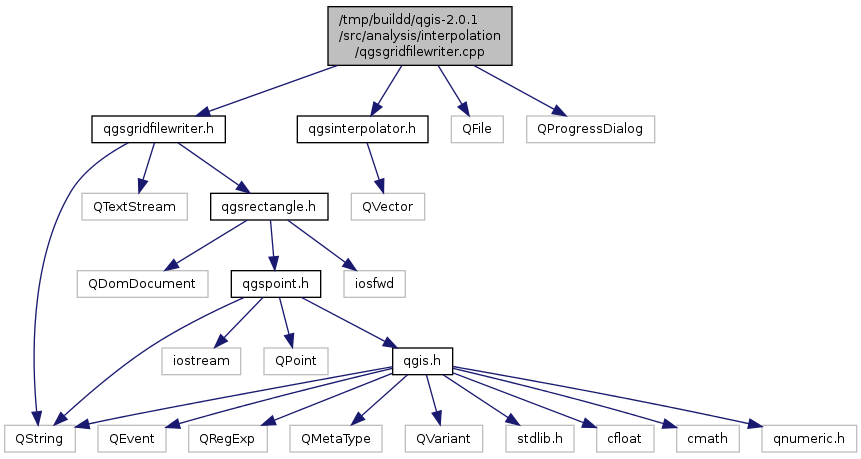 /tmp/buildd/qgis-2.0.1
/src/analysis/interpolation
/qgsgridfilewriter.cpp
qgsgridfilewriter.h
qgsinterpolator.h
QFile
QProgressDialog
QTextStream
qgsrectangle.h
QVector
QDomDocument
qgspoint.h
iosfwd
iostream
QPoint
qgis.h
QString
QEvent
QRegExp
QMetaType
QVariant
stdlib.h
cfloat
cmath
qnumeric.h